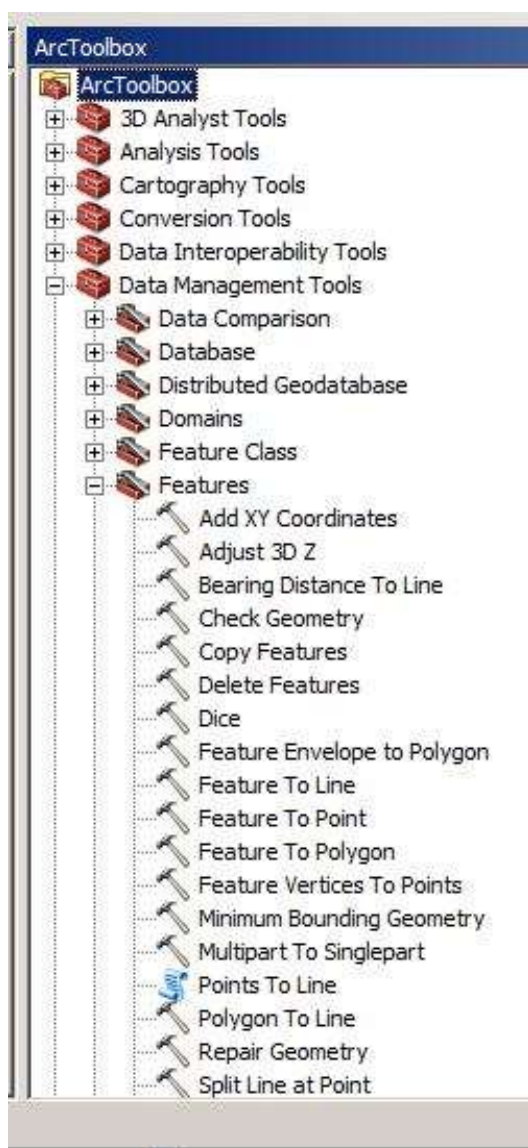 ArcToolbox
ArcToolbox
3D Analyst Tools
Analysis Tools
Cartography Tools
Conversion Tools
Data Interoperability Tools
Data Management Tools
Data Comparison
Database
Distributed Geodatabase
Domains
Feature Class
Features
Add XY Coordinates
Adjust 3D Z
Bearing Distance To Line
Check Geometry
Copy Features
Delete Features
Dice
Feature Envelope to Polygon
Feature To Line
Feature To Point
Feature To Polygon
Feature Vertices To Points
Minimum Bounding Geometry
Multipart To Singlepart
Points To Line
Polygon To Line
Repair Geometry
Split Line at Point